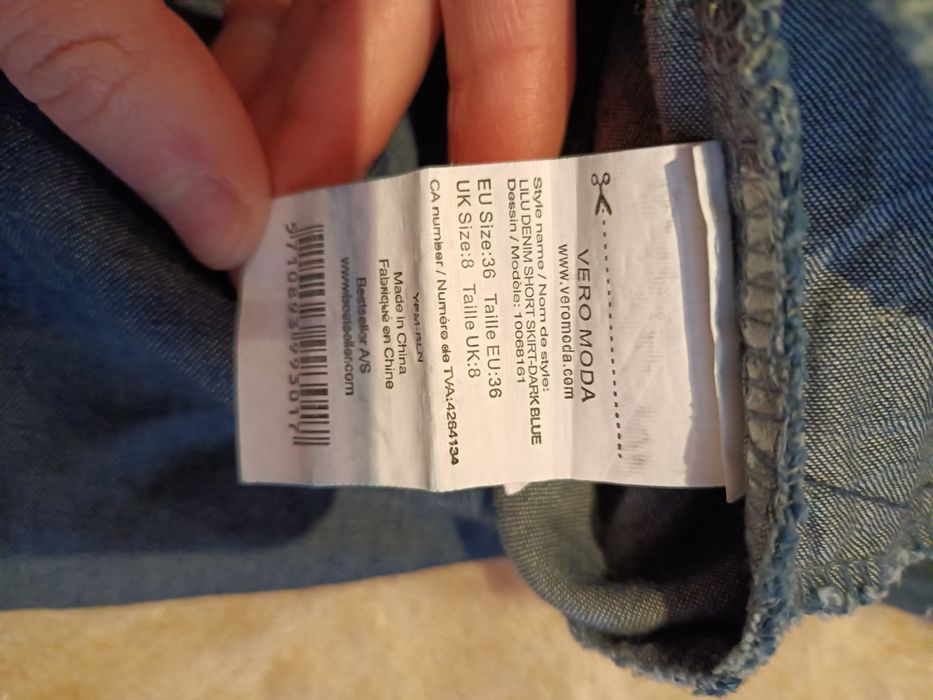 VERO MODA
www.veromoda.com
Style name / Nom de style:
LILU DENIM SHORT SKIRT-DARK BLUE
Dessin / Modèle: 10068161
EU Size:36 Taille EU:36
UK Size:8 Taille UK:8
CA number / Numéro de TVA:4264134
Made in China
Fabriqué en Chine
Bestseller A/S
www.bestseller.com